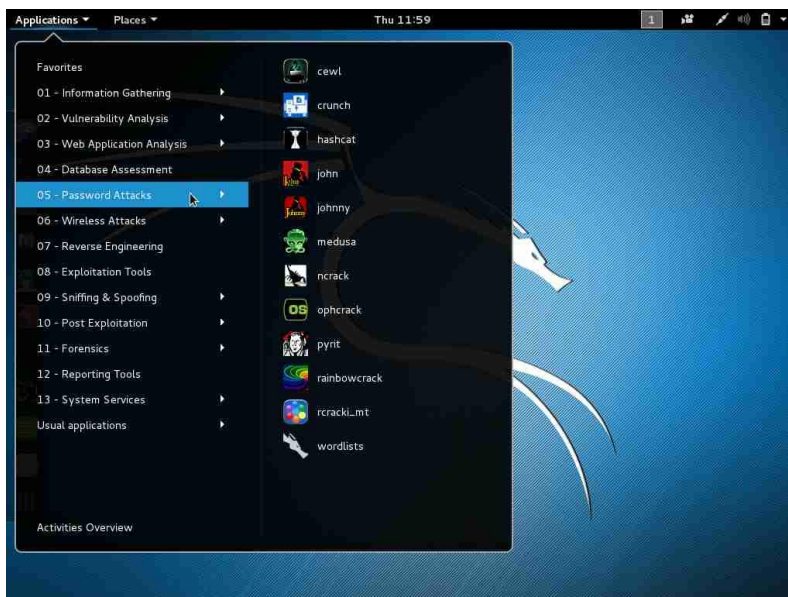 Applications Places Thu 11:59 1
Favorites
01 - Information Gathering
02 - Vulnerability Analysis
03 - Web Application Analysis
04 - Database Assessment
05 - Password Attacks
06 - Wireless Attacks
07 - Reverse Engineering
08 - Exploitation Tools
09 - Sniffing & Spoofing
10 - Post Exploitation
11 - Forensics
12 - Reporting Tools
13 - System Services
Usual applications
Activities Overview
cewl
crunch
hashcat
john
johnny
medusa
ncrack
OS
ophcrack
pyrit
rainbowcrack
rcracki_mt
wordlists